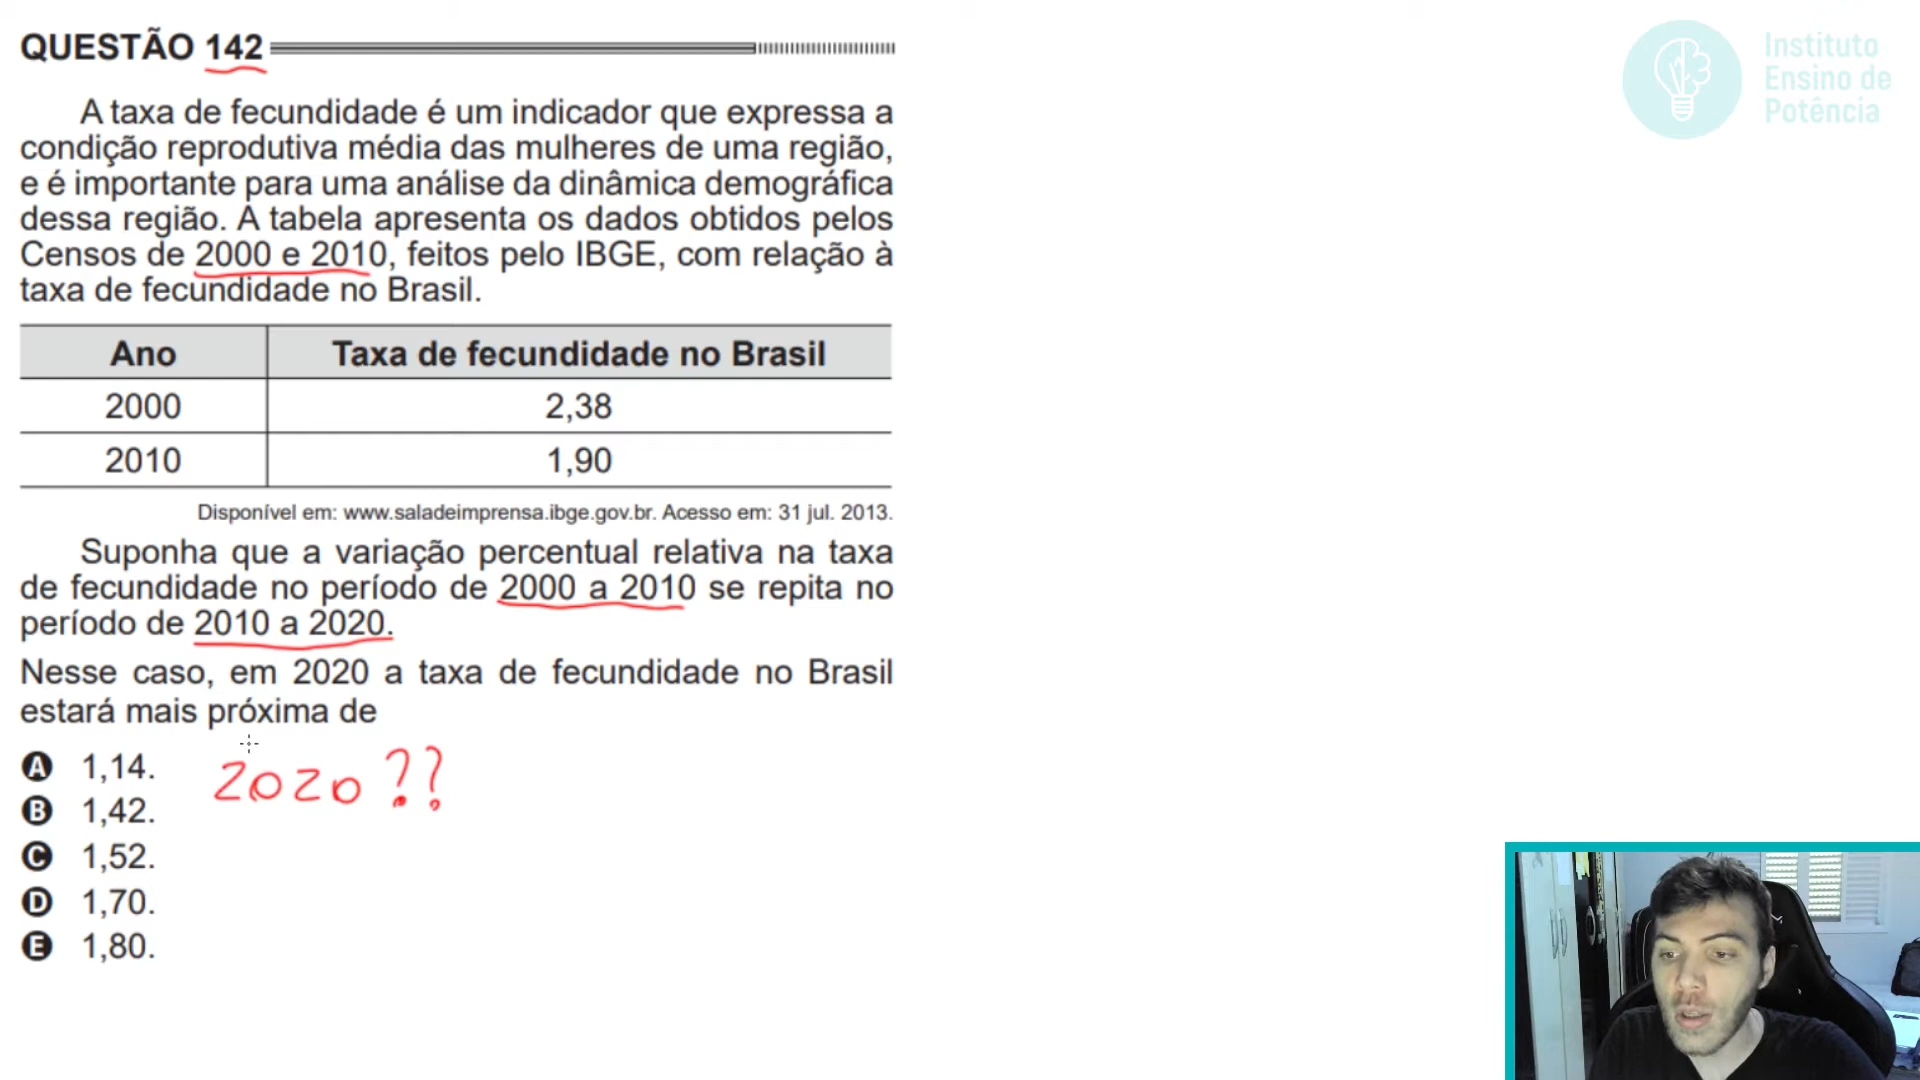 QUESTÃO 142
Instituto
Ensino de
Potência
A taxa de fecundidade é um indicador que expressa a
condição reprodutiva média das mulheres de uma região,
e é importante para uma análise da dinâmica demográfica
dessa região. A tabela apresenta os dados obtidos pelos
Censos de 2000 e 2010, feitos pelo IBGE, com relação à
taxa de fecundidade no Brasil.
Ano Taxa de fecundidade no Brasil
2000 2,38
2010 1,90
Disponível em: www.saladeimprensa.ibge.gov.br. Acesso em: 31 jul. 2013.
Suponha que a variação percentual relativa na taxa
de fecundidade no período de 2000 a 2010 se repita no
período de 2010 a 2020.
Nesse caso, em 2020 a taxa de fecundidade no Brasil
estará mais próxima de
A 1,14.
2020 ??
B 1,42.
C 1,52.
D 1,70.
E 1,80.